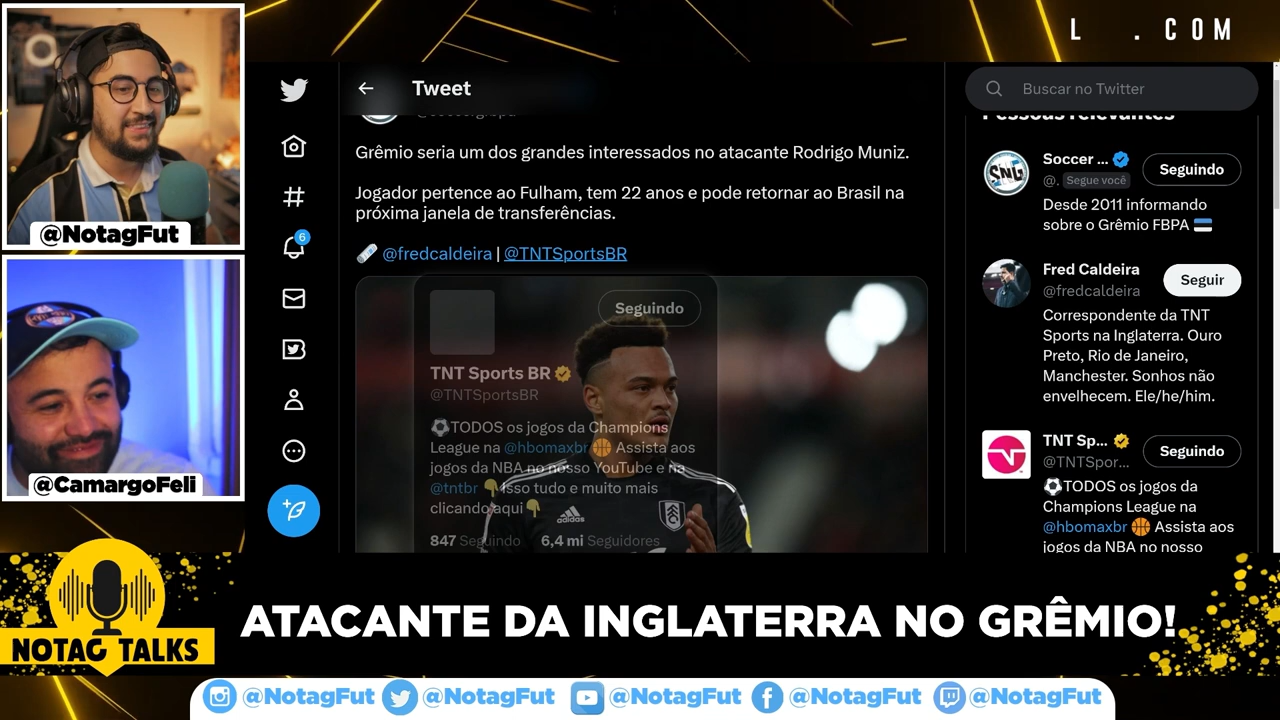 L . COM
@NotagFut
@CamargoFeli
Tweet
Grêmio seria um dos grandes interessados no atacante Rodrigo Muniz.
Jogador pertence ao Fulham, tem 22 anos e pode retornar ao Brasil na
próxima janela de transferências.
@fredcaldeira | @TNTSportsBR
Seguindo
TNT Sports BR
@TNTSportsBR
TODOS os jogos da Champions
League na @hbomaxbr Assista aos
jogos da NBA no nosso YouTube e na
@tntbr Isso tudo e muito mais
clicando aqui
847 Seguindo 6,4 mi Seguidores
adidas
6
Buscar no Twitter
Pessoas relevantes
SNG
Soccer ...
Seguindo
@. Segue você
Desde 2011 informando
sobre o Grêmio FBPA
Fred Caldeira
Seguir
@fredcaldeira
Correspondente da TNT
Sports na Inglaterra. Ouro
Preto, Rio de Janeiro,
Manchester. Sonhos não
envelhecem. Ele/he/him.
TNT Sp...
Seguindo
@TNTSpor...
TODOS os jogos da
Champions League na
@hbomaxbr Assista aos
jogos da NBA no nosso
NOTAG TALKS
ATACANTE DA INGLATERRA NO GRÊMIO!
@NotagFut @NotagFut @NotagFut @NotagFut @NotagFut